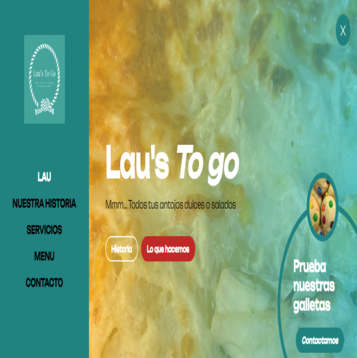 Lau's To Go
LAU
NUESTRA HISTORIA
SERVICIOS
MENU
CONTACTO
X
Lau's To go
Mmm... Todos tus antojos dulces o salados
Historia
Lo que hacemos
Prueba
nuestras
galletas
Contactamos